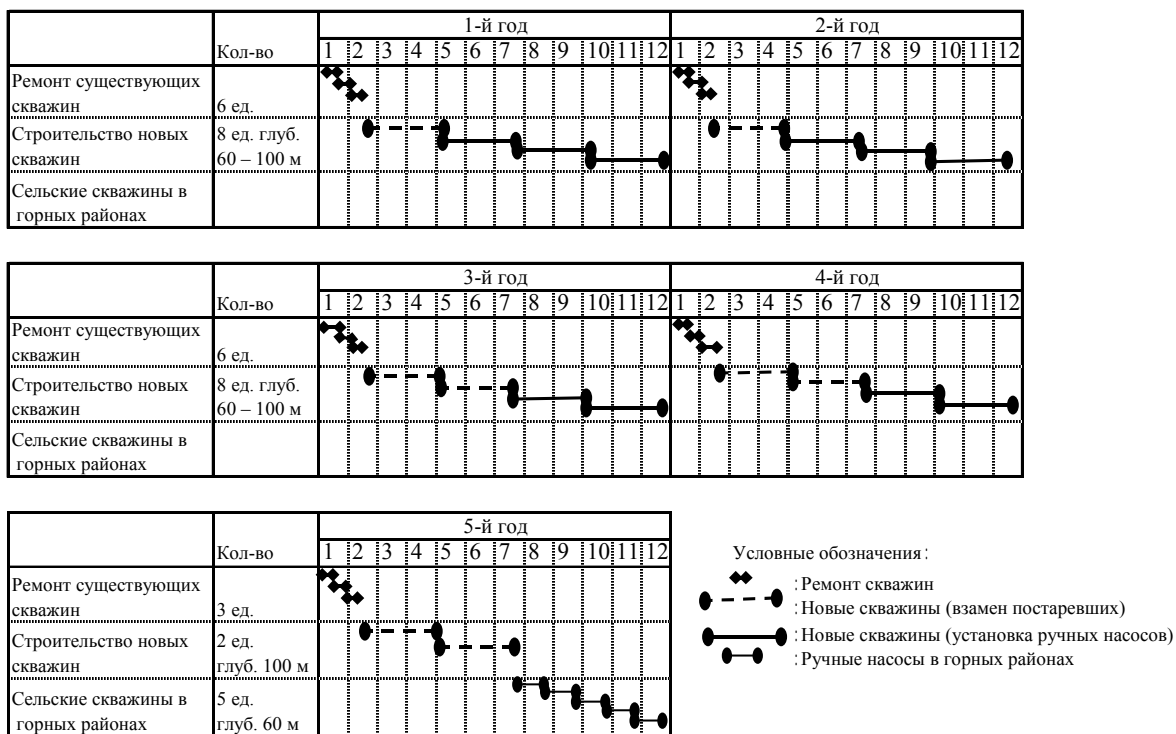 1-й год 2-й год
Кол-во 1 2 3 4 5 6 7 8 9 10 11 12 1 2 3 4 5 6 7 8 9 10 11 12
Ремонт существующих
скважин 6 ед.
Строительство новых 8 ед. глуб.
скважин 60 – 100 м
Сельские скважины в
горных районах
3-й год 4-й год
Кол-во 1 2 3 4 5 6 7 8 9 10 11 12 1 2 3 4 5 6 7 8 9 10 11 12
Ремонт существующих
скважин 6 ед.
Строительство новых 8 ед. глуб.
скважин 60 – 100 м
Сельские скважины в
горных районах
5-й год
Кол-во 1 2 3 4 5 6 7 8 9 10 11 12
Ремонт существующих
скважин 3 ед.
Строительство новых 2 ед.
скважин глуб. 100 м
Сельские скважины в 5 ед.
горных районах глуб. 60 м
Условные обозначения :
: Ремонт скважин
: Новые скважины (взамен постаревших)
: Новые скважины (установка ручных насосов)
: Ручные насосы в горных районах